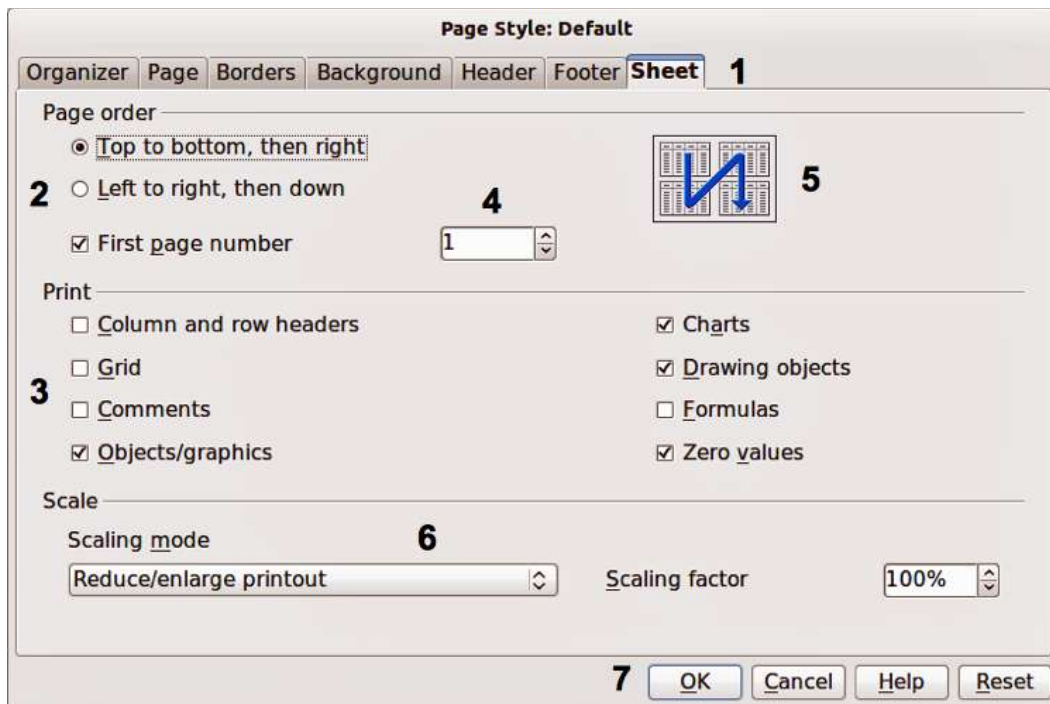 Page Style: Default
Organizer Page Borders Background Header Footer Sheet 1
Page order
Top to bottom, then right
2 Left to right, then down
4
5
First page number 1
Print
Column and row headers Charts
Grid Drawing objects
3
Comments Formulas
Objects/graphics Zero values
Scale
Scaling mode 6
Reduce/enlarge printout Scaling factor 100%
7 OK Cancel Help Reset